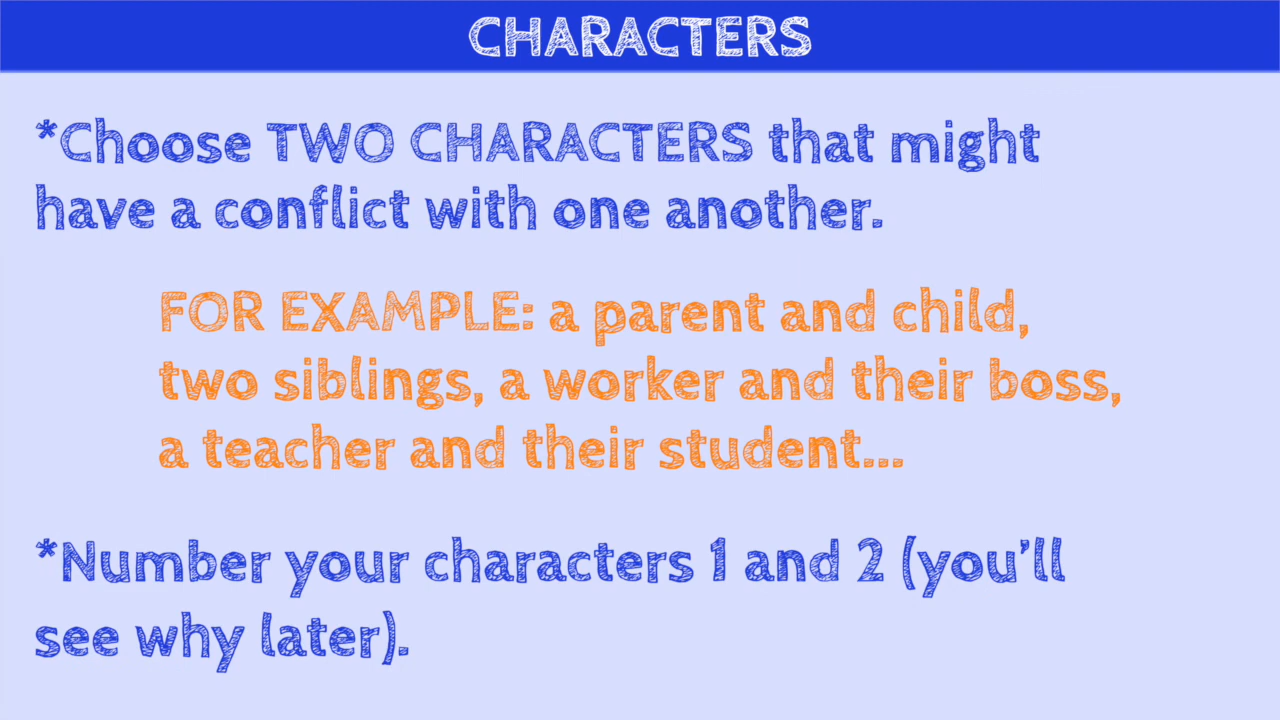 CHARACTERS
*Choose TWO CHARACTERS that might
have a conflict with one another.
FOR EXAMPLE: a parent and child,
two siblings, a worker and their boss,
a teacher and their student...
*Number your characters 1 and 2 (you'll
see why later).